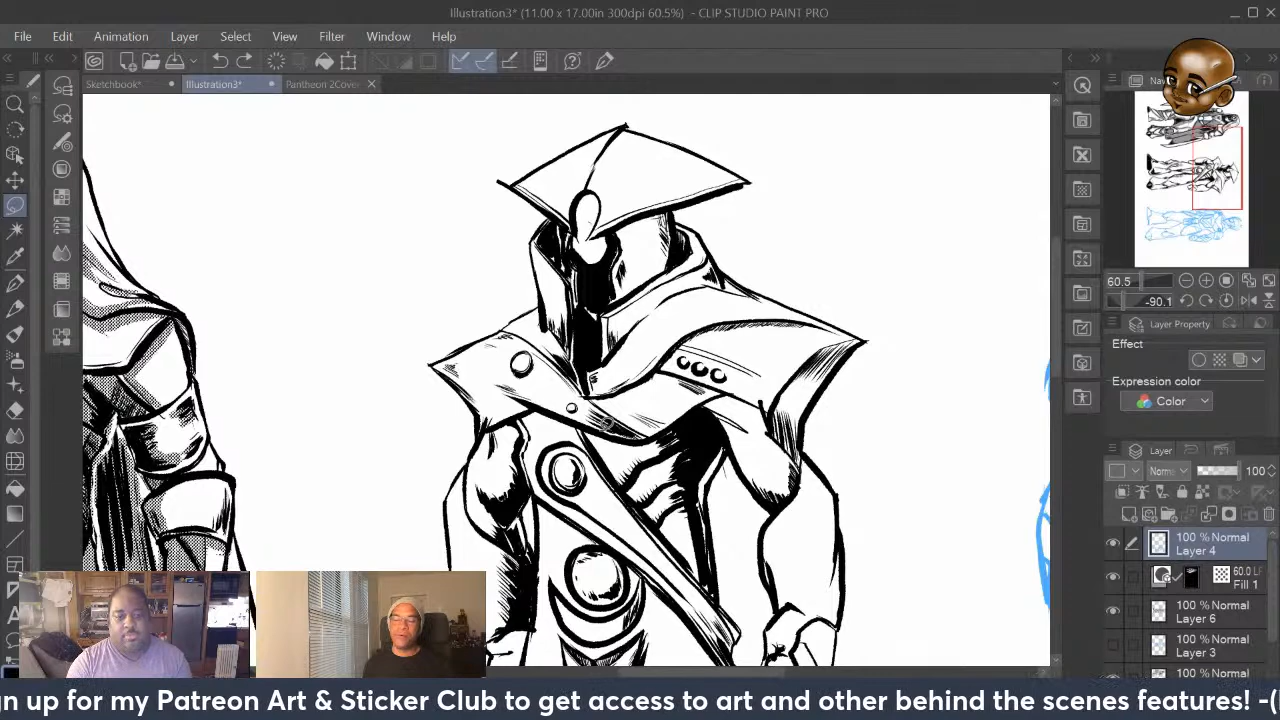 Illustration3* (11.00 x 17.00in 300dpi 60.5%) - CLIP STUDIO PAINT PRO
File Edit Animation Layer Select View Filter Window Help
Sketchbook* Illustration3* Pantheon 2Cover
60.5
-90.1
Layer Property
Effect
Expression color
Color
Layer
100
100 % Normal
Layer 4
Fill 1
100 % Normal
Layer 6
100 % Normal
Layer 3
100 % Normal
gn up for my Patreon Art & Sticker Club to get access to art and other behind the scenes features! -(